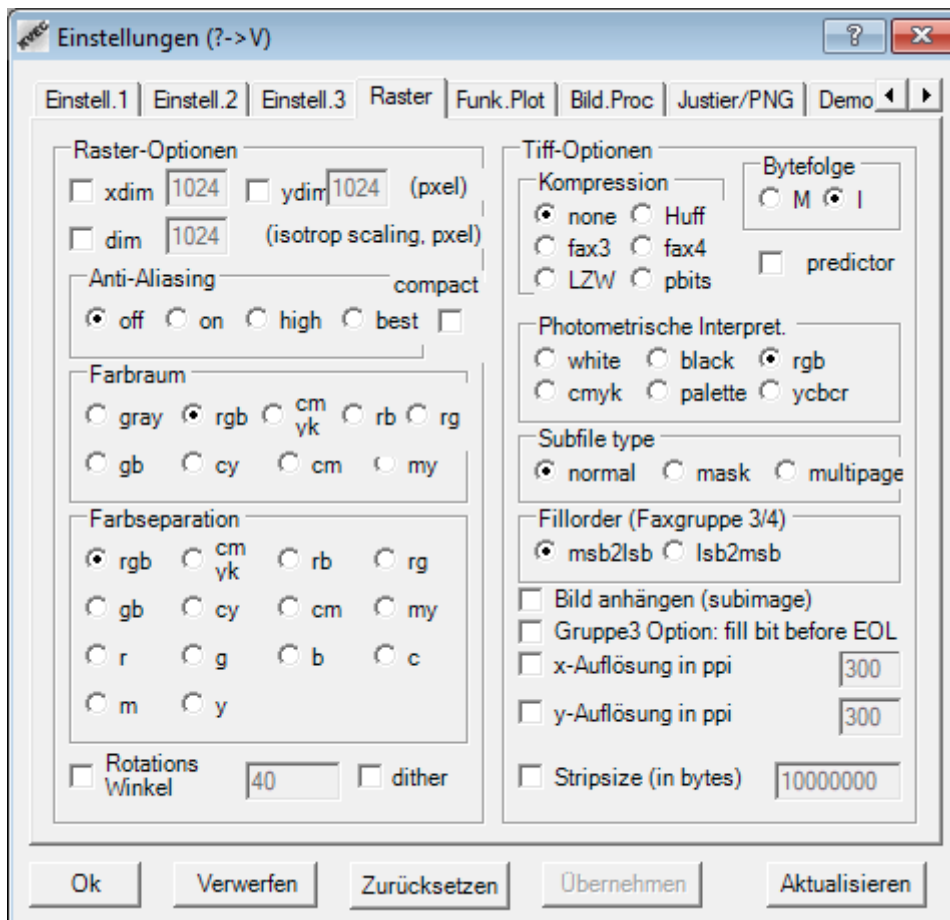 KVEC Einstellungen (?->V)
Einstell.1 Einstell.2 Einstell.3 Raster Funk.Plot Bild.Proc Justier/PNG Demo
Raster-Optionen
xdim 1024 ydim 1024 (pxel)
dim 1024 (isotrop scaling, pxel)
Anti-Aliasing compact
off on high best
Farbraum
gray rgb cm yk rb rg
gb cy cm my
Farbseparation
rgb cm yk rb rg
gb cy cm my
r g b c
m y
Rotations Winkel 40 dither
Tiff-Optionen
Kompression
none Huff
fax3 fax4
LZW pbits
Bytefolge
M I
predictor
Photometrische Interpret.
white black rgb
cmyk palette ycbcr
Subfile type
normal mask multipage
Fillorder (Faxgruppe 3/4)
msb2lsb lsb2msb
Bild anhängen (subimage)
Gruppe3 Option: fill bit before EOL
x-Auflösung in ppi 300
y-Auflösung in ppi 300
Stripsize (in bytes) 10000000
Ok Verwerfen Zurücksetzen Übernehmen Aktualisieren